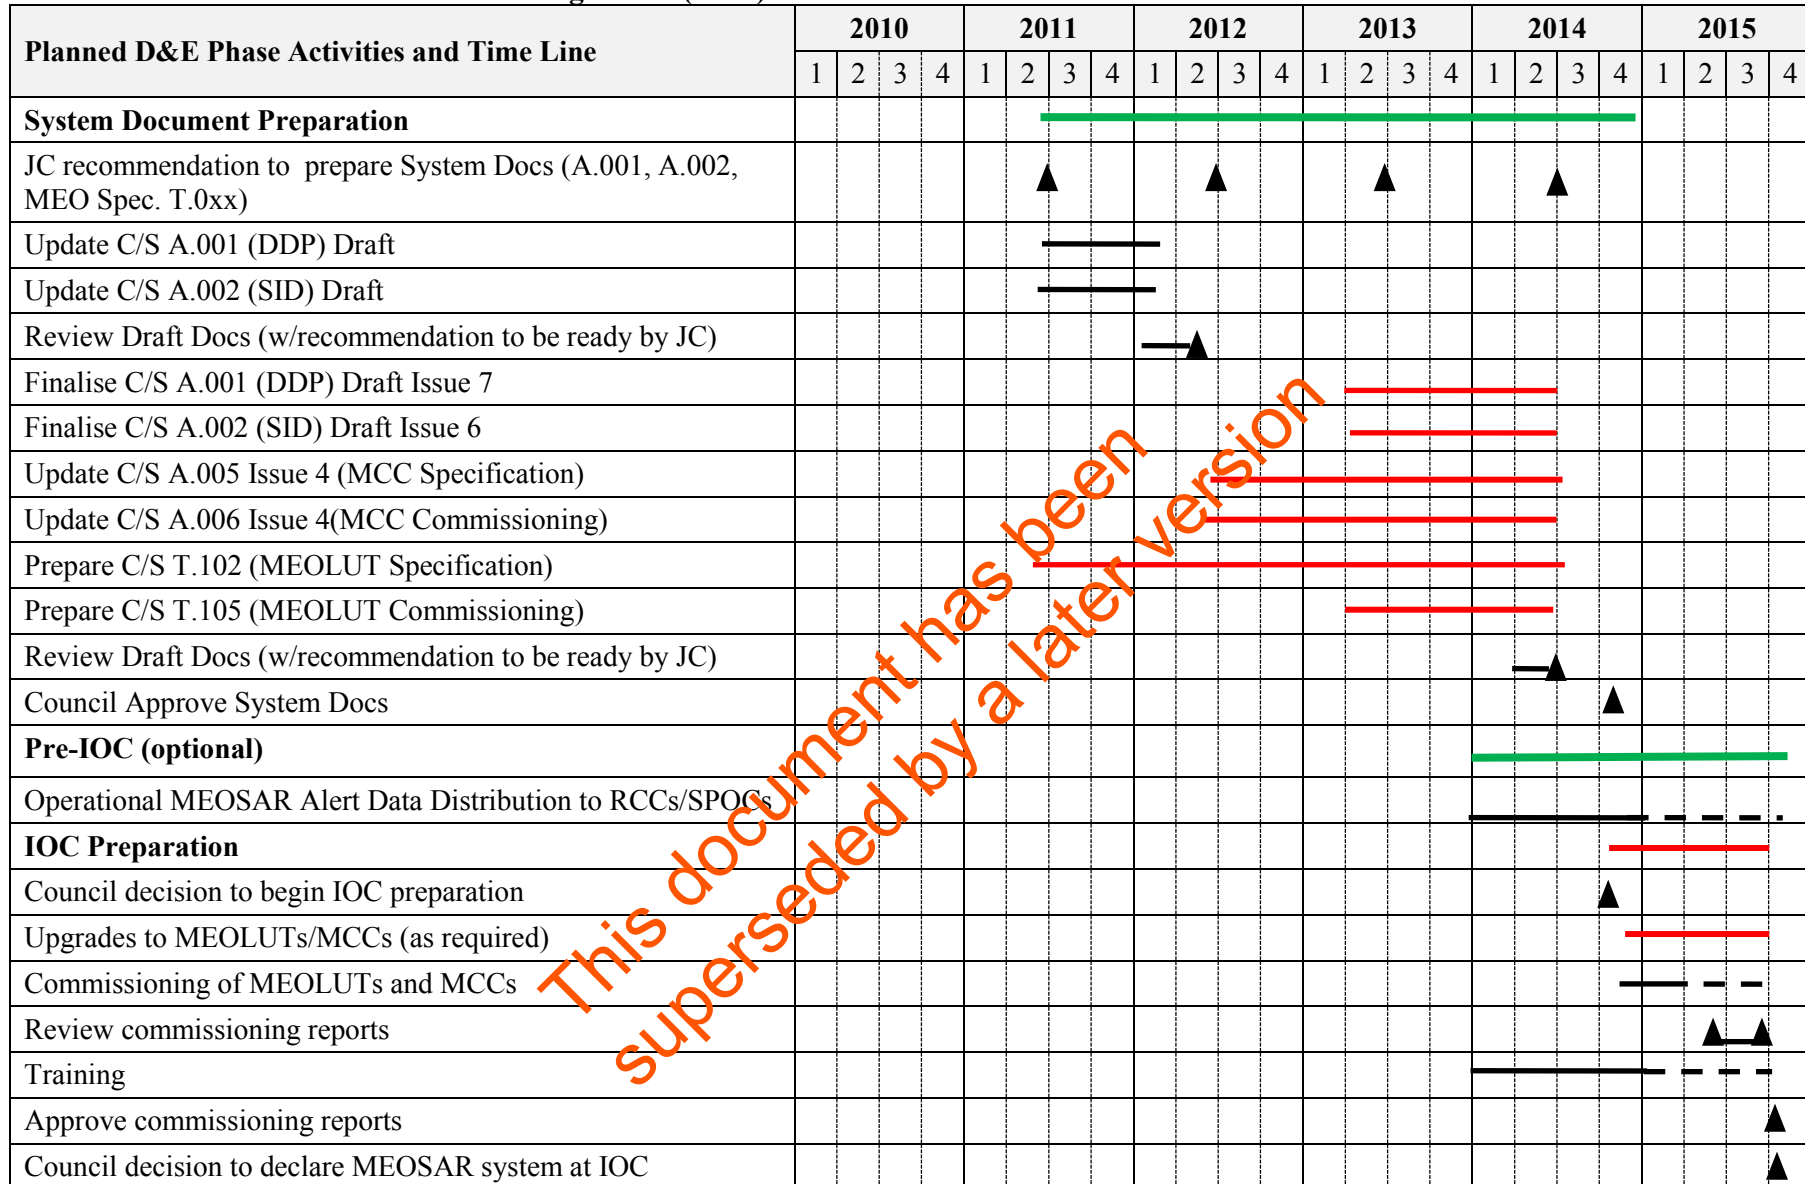 Planned D&E Phase Activities and Time Line
2010 2011 2012 2013 2014 2015
1 2 3 4 1 2 3 4 1 2 3 4 1 2 3 4 1 2 3 4 1 2 3 4
System Document Preparation
JC recommendation to prepare System Docs (A.001, A.002,
MEO Spec. T.0xx)
Update C/S A.001 (DDP) Draft
Update C/S A.002 (SID) Draft
Review Draft Docs (w/recommendation to be ready by JC)
Finalise C/S A.001 (DDP) Draft Issue 7
Finalise C/S A.002 (SID) Draft Issue 6
Update C/S A.005 Issue 4 (MCC Specification)
Update C/S A.006 Issue 4(MCC Commissioning)
Prepare C/S T.102 (MEOLUT Specification)
Prepare C/S T.105 (MEOLUT Commissioning)
Review Draft Docs (w/recommendation to be ready by JC)
Council Approve System Docs
Pre-IOC (optional)
Operational MEOSAR Alert Data Distribution to RCCs/SPOCs
IOC Preparation
Council decision to begin IOC preparation
Upgrades to MEOLUTs/MCCs (as required)
Commissioning of MEOLUTs and MCCs
Review commissioning reports
Training
Approve commissioning reports
Council decision to declare MEOSAR system at IOC
This document has been
superseded by a later version